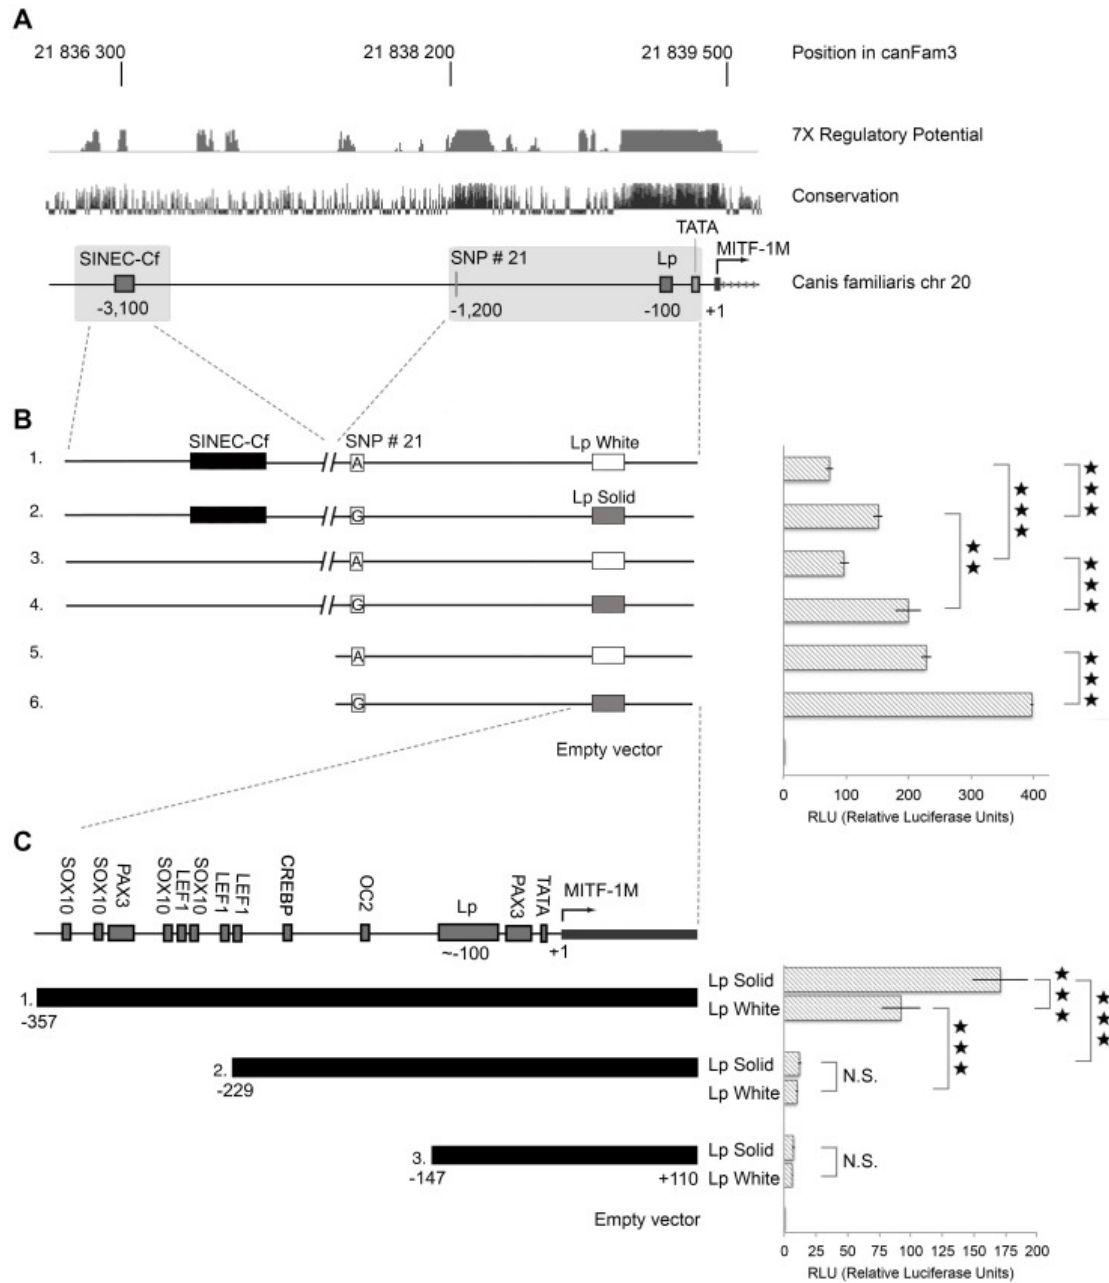 A
21 836 300
21 838 200
21 839 500
Position in canFam3
7X Regulatory Potential
Conservation
TATA
SINEC-Cf
SNP # 21
Lp
MITF-1M
Canis familiaris chr 20
-3,100
-1,200
-100
+1
B
SINEC-Cf
SNP # 21
Lp White
1.
A
Lp Solid
2.
G
3.
A
4.
G
5.
A
6.
G
Empty vector
0 100 200 300 400
RLU (Relative Luciferase Units)
C
SOX10
SOX10
PAX3
SOX10
LEF1
SOX10
LEF1
LEF1
CREBP
OC2
Lp
PAX3
TATA
MITF-1M
~-100
+1
1.
-357
Lp Solid
Lp White
2.
-229
Lp Solid
Lp White
N.S.
3.
-147
+110
Lp Solid
Lp White
N.S.
Empty vector
0 25 50 75 100 125 150 175 200
RLU (Relative Luciferase Units)